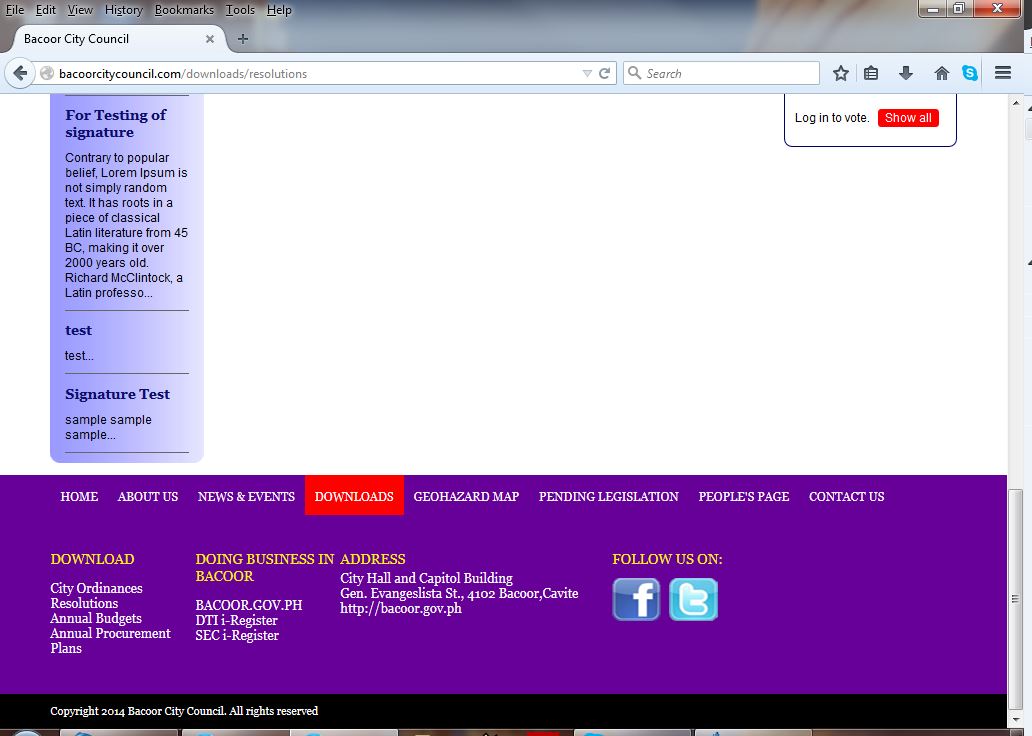 File Edit View History Bookmarks Tools Help
Bacoor City Council
bacoorcitycouncil.com/downloads/resolutions
Search
For Testing of
signature
Contrary to popular
belief, Lorem Ipsum is
not simply random
text. It has roots in a
piece of classical
Latin literature from 45
BC, making it over
2000 years old.
Richard McClintock, a
Latin professo...
test
test...
Signature Test
sample sample
sample...
Log in to vote. Show all
HOME ABOUT US NEWS & EVENTS DOWNLOADS GEOHAZARD MAP PENDING LEGISLATION PEOPLE'S PAGE CONTACT US
DOWNLOAD
City Ordinances
Resolutions
Annual Budgets
Annual Procurement
Plans
DOING BUSINESS IN
BACOOR
BACOOR.GOV.PH
DTI i-Register
SEC i-Register
ADDRESS
City Hall and Capitol Building
Gen. Evangeslista St., 4102 Bacoor,Cavite
http://bacoor.gov.ph
FOLLOW US ON:
f
t
Copyright 2014 Bacoor City Council. All rights reserved